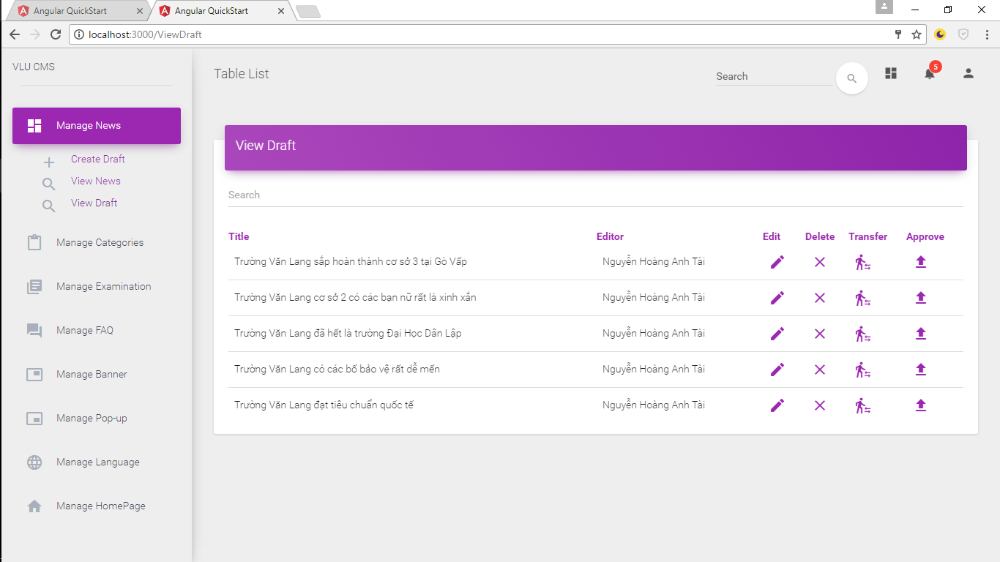 Angular QuickStart
Angular QuickStart
localhost:3000/ViewDraft
VLU CMS
Table List
Search
5
Manage News
Create Draft
View News
View Draft
Manage Categories
Manage Examination
Manage FAQ
Manage Banner
Manage Pop-up
Manage Language
Manage HomePage
View Draft
Search
Title Editor Edit Delete Transfer Approve
Trường Văn Lang sắp hoàn thành cơ sở 3 tại Gò Vấp Nguyễn Hoàng Anh Tài
Trường Văn Lang cơ sở 2 có các bạn nữ rất là xinh xắn Nguyễn Hoàng Anh Tài
Trường Văn Lang đã hết là trường Đại Học Dân Lập Nguyễn Hoàng Anh Tài
Trường Văn Lang có các bố bảo vệ rất dễ mến Nguyễn Hoàng Anh Tài
Trường Văn Lang đạt tiêu chuẩn quốc tế Nguyễn Hoàng Anh Tài